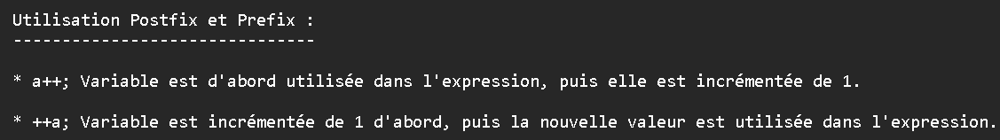 Utilisation Postfix et Prefix :
-------------------------------
* a++; Variable est d'abord utilisée dans l'expression, puis elle est incrémentée de 1.
* ++a; Variable est incrémentée de 1 d'abord, puis la nouvelle valeur est utilisée dans l'expression.